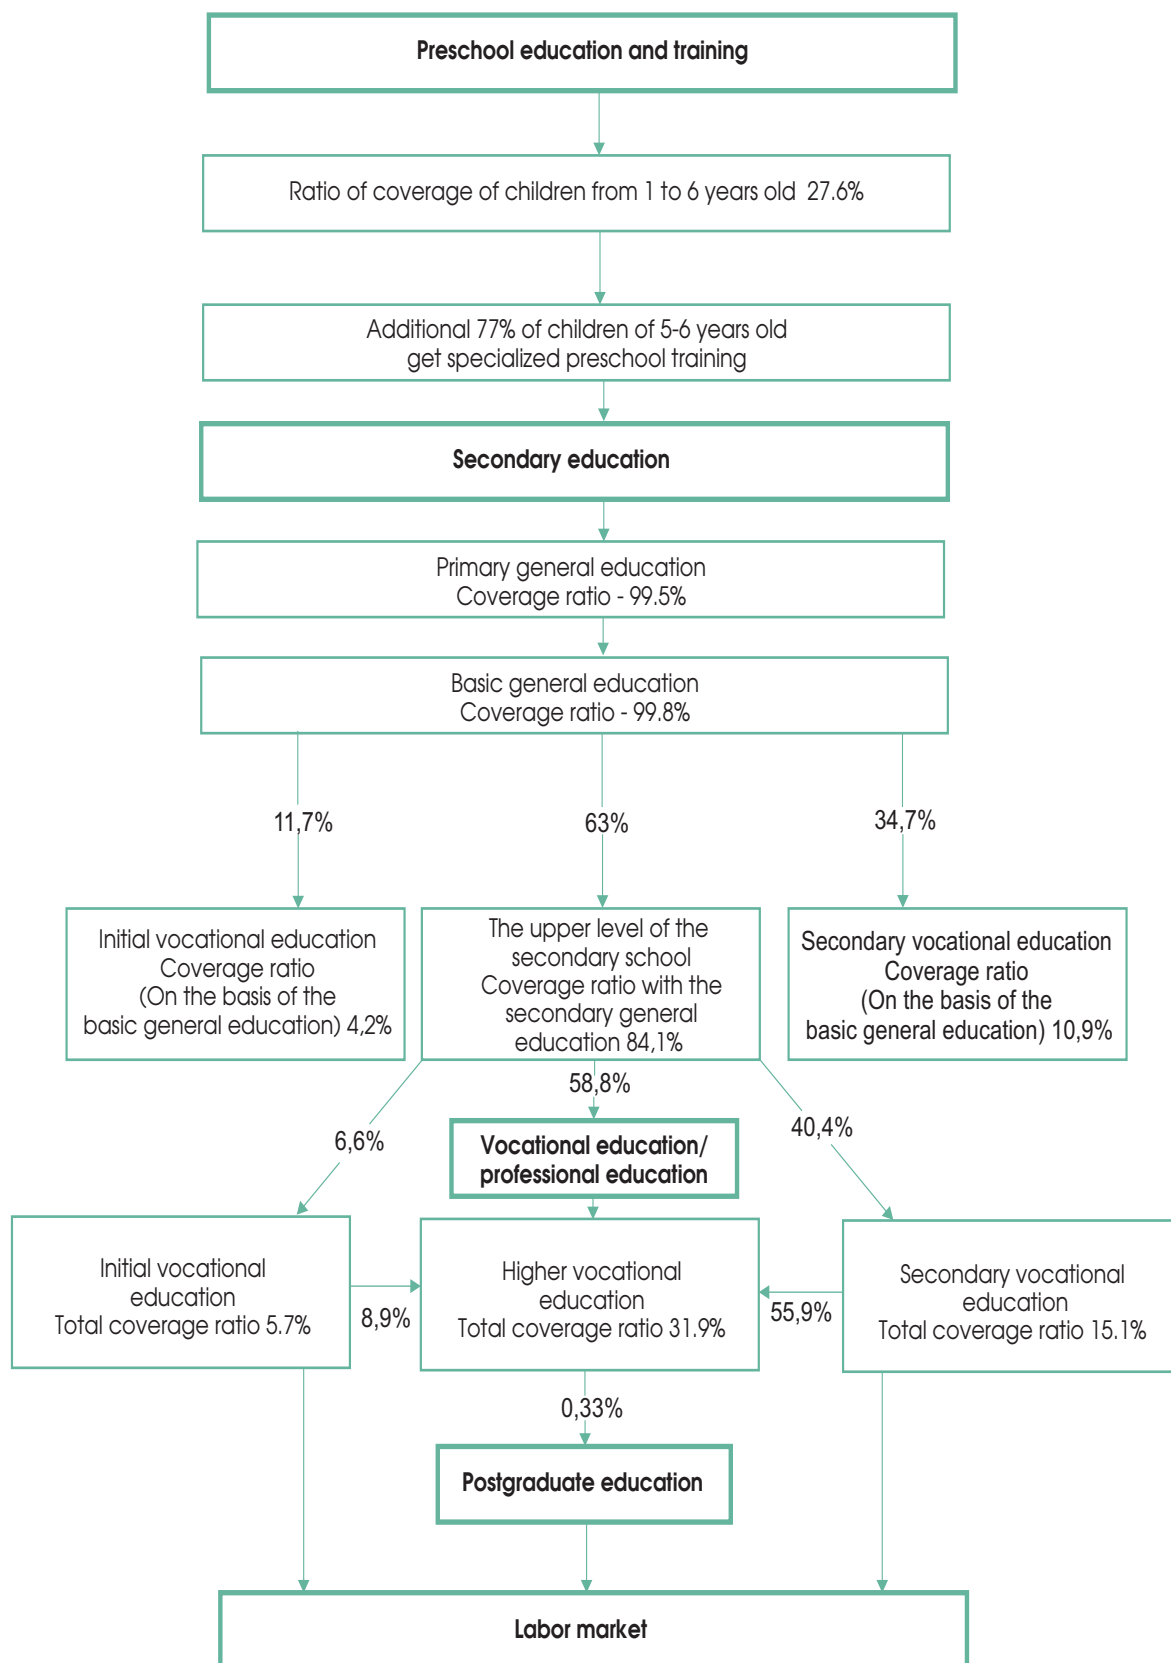 Preschool education and training
Ratio of coverage of children from 1 to 6 years old 27.6%
Additional 77% of children of 5-6 years old
get specialized preschool training
Secondary education
Primary general education
Coverage ratio - 99.5%
Basic general education
Coverage ratio - 99.8%
11,7%
63%
34,7%
Initial vocational education
Coverage ratio
(On the basis of the
basic general education) 4,2%
The upper level of the
secondary school
Coverage ratio with the
secondary general
education 84,1%
Secondary vocational education
Coverage ratio
(On the basis of the
basic general education) 10,9%
58,8%
6,6%
40,4%
Vocational education/
professional education
Initial vocational
education
Total coverage ratio 5.7%
8,9%
Higher vocational
education
Total coverage ratio 31.9%
55,9%
Secondary vocational
education
Total coverage ratio 15.1%
0,33%
Postgraduate education
Labor market